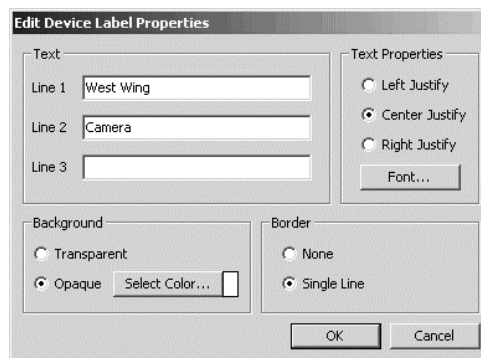 Edit Device Label Properties
Text
Line 1 West Wing
Line 2 Camera
Line 3
Text Properties
Left Justify
Center Justify
Right Justify
Font...
Background
Transparent
Opaque Select Color...
Border
None
Single Line
OK Cancel